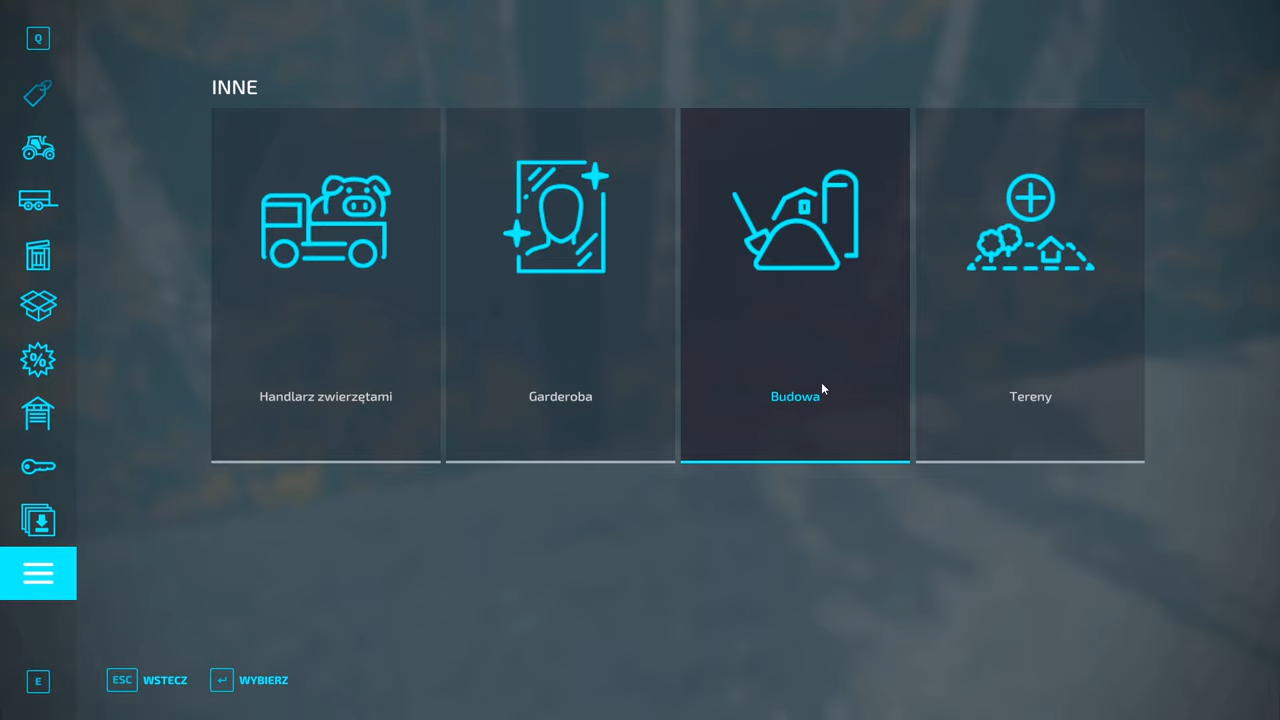 Q
INNE
Handlarz zwierzętami
Garderoba
Budowa
Tereny
%
E
ESC WSTECZ
WYBIERZ